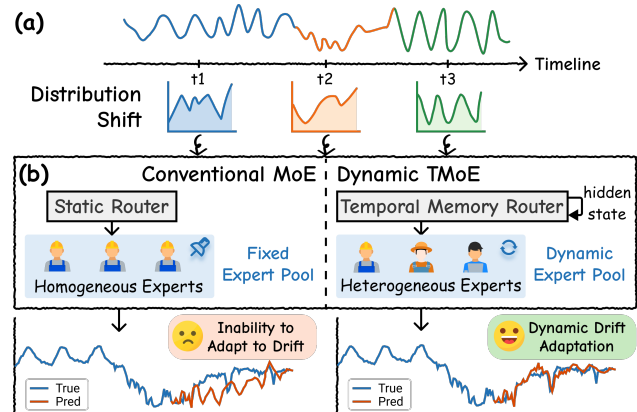 (a)
Timeline
t1
t2
t3
Distribution
Shift
(b)
Conventional MoE
Dynamic TMoE
Static Router
Temporal Memory Router
hidden
state
Homogeneous Experts
Fixed
Expert Pool
Heterogeneous Experts
Dynamic
Expert Pool
Inability to
Adapt to Drift
Dynamic Drift
Adaptation
True
Pred
True
Pred